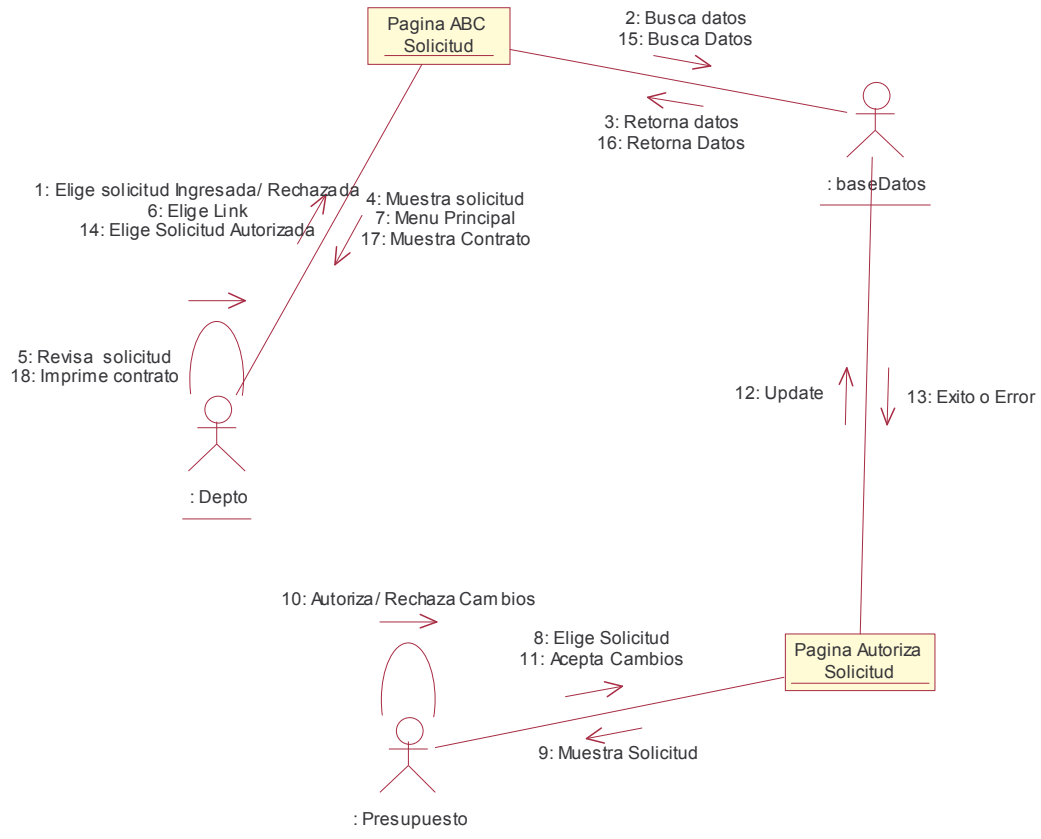 Pagina ABC
Solicitud
2: Busca datos
15: Busca Datos
3: Retorna datos
16: Retorna Datos
: baseDatos
1: Elige solicitud Ingresada/ Rechazada
6: Elige Link
14: Elige Solicitud Autorizada
4: Muestra solicitud
7: Menu Principal
17: Muestra Contrato
5: Revisa solicitud
18: Imprime contrato
: Depto
12: Update
13: Exito o Error
10: Autoriza/ Rechaza Cambios
8: Elige Solicitud
11: Acepta Cambios
Pagina Autoriza
Solicitud
9: Muestra Solicitud
: Presupuesto